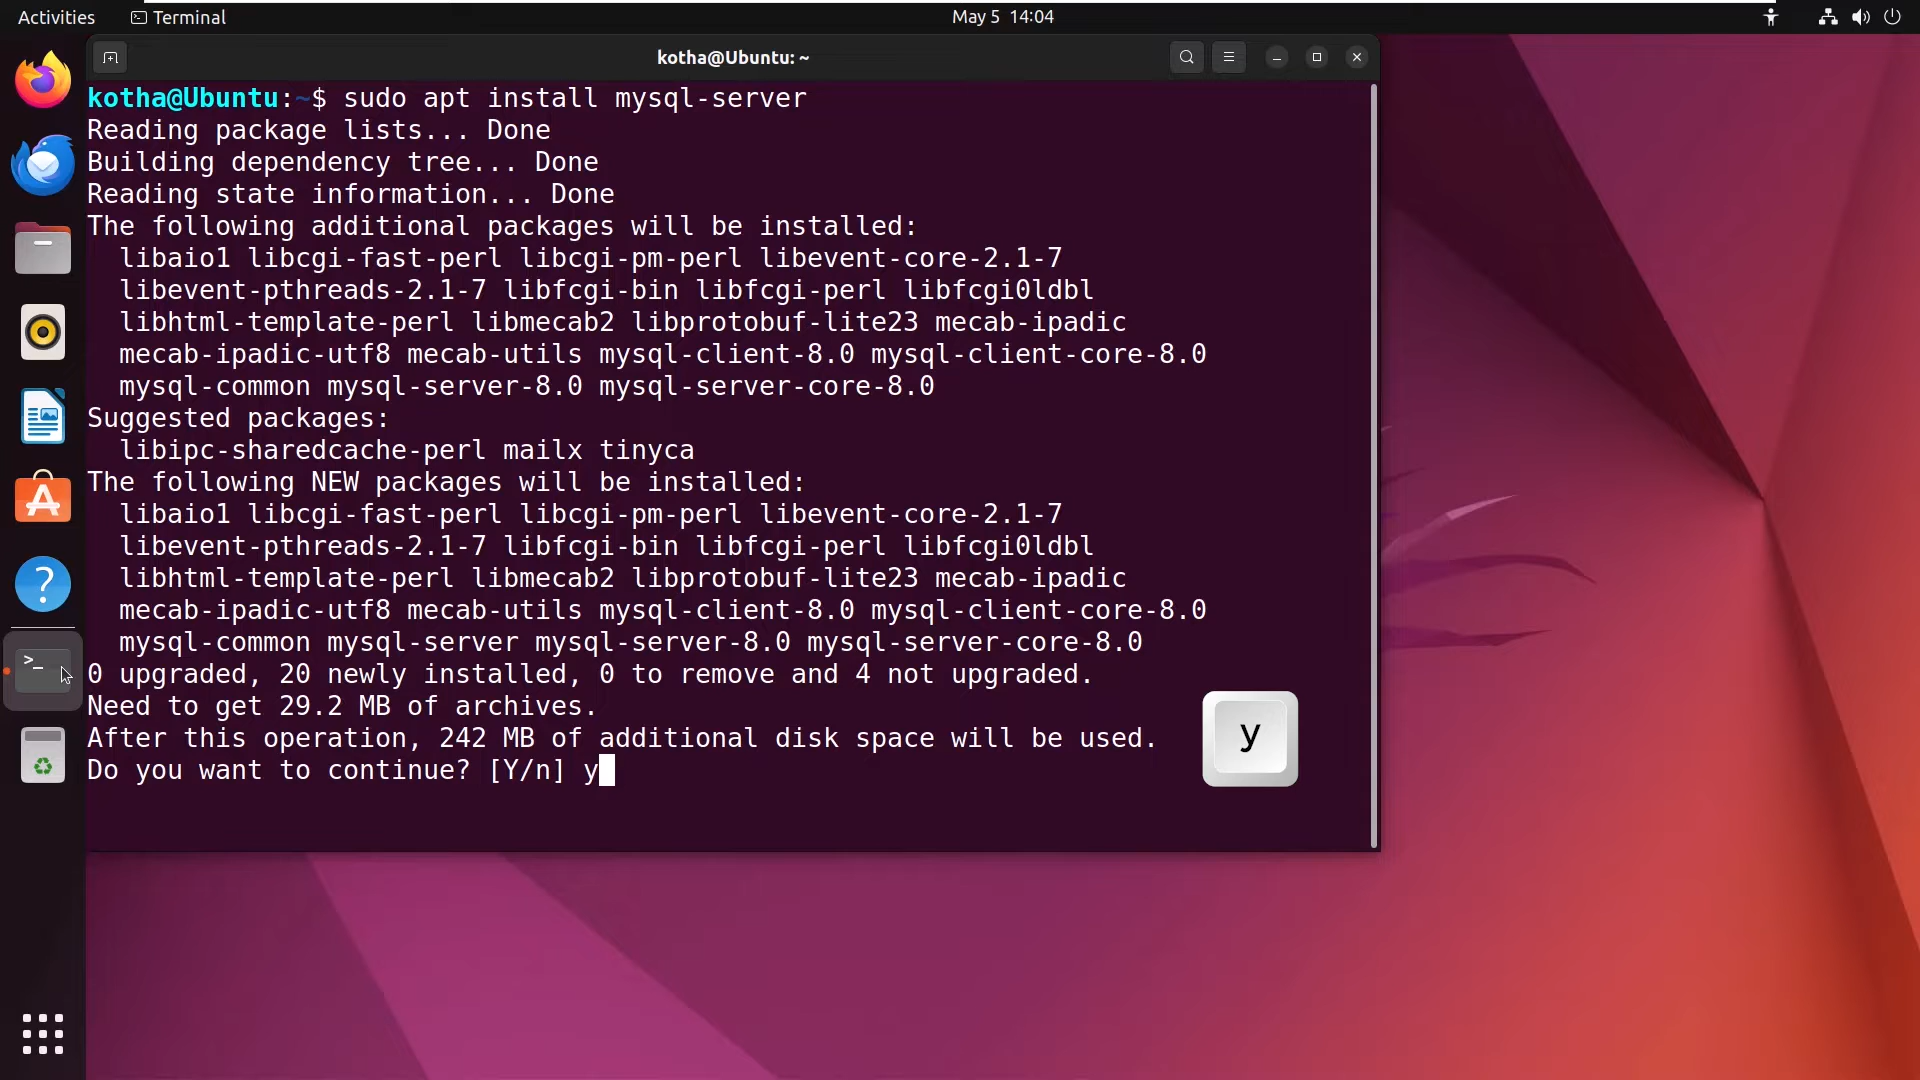 Activities
Terminal
May 5 14:04
kotha@Ubuntu: ~
kotha@Ubuntu:~$ sudo apt install mysql-server
Reading package lists... Done
Building dependency tree... Done
Reading state information... Done
The following additional packages will be installed:
libaio1 libcgi-fast-perl libcgi-pm-perl libevent-core-2.1-7
libevent-pthreads-2.1-7 libfcgi-bin libfcgi-perl libfcgi0ldbl
libhtml-template-perl libmecab2 libprotobuf-lite23 mecab-ipadic
mecab-ipadic-utf8 mecab-utils mysql-client-8.0 mysql-client-core-8.0
mysql-common mysql-server-8.0 mysql-server-core-8.0
Suggested packages:
libipc-sharedcache-perl mailx tinyca
The following NEW packages will be installed:
libaio1 libcgi-fast-perl libcgi-pm-perl libevent-core-2.1-7
libevent-pthreads-2.1-7 libfcgi-bin libfcgi-perl libfcgi0ldbl
libhtml-template-perl libmecab2 libprotobuf-lite23 mecab-ipadic
mecab-ipadic-utf8 mecab-utils mysql-client-8.0 mysql-client-core-8.0
mysql-common mysql-server mysql-server-8.0 mysql-server-core-8.0
0 upgraded, 20 newly installed, 0 to remove and 4 not upgraded.
Need to get 29.2 MB of archives.
After this operation, 242 MB of additional disk space will be used.
Do you want to continue? [Y/n] y
y